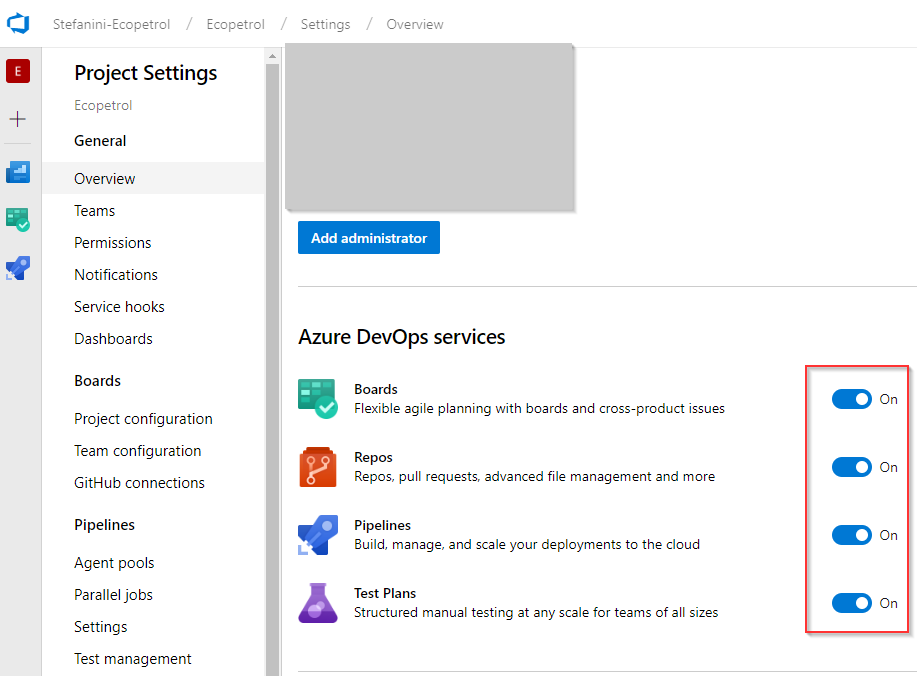 Stefanini-Ecopetrol / Ecopetrol / Settings / Overview
E
Project Settings
Ecopetrol
General
Overview
Teams
Permissions
Notifications
Service hooks
Dashboards
Boards
Project configuration
Team configuration
GitHub connections
Pipelines
Agent pools
Parallel jobs
Settings
Test management
Add administrator
Azure DevOps services
Boards
Flexible agile planning with boards and cross-product issues
On
Repos
Repos, pull requests, advanced file management and more
On
Pipelines
Build, manage, and scale your deployments to the cloud
On
Test Plans
Structured manual testing at any scale for teams of all sizes
On